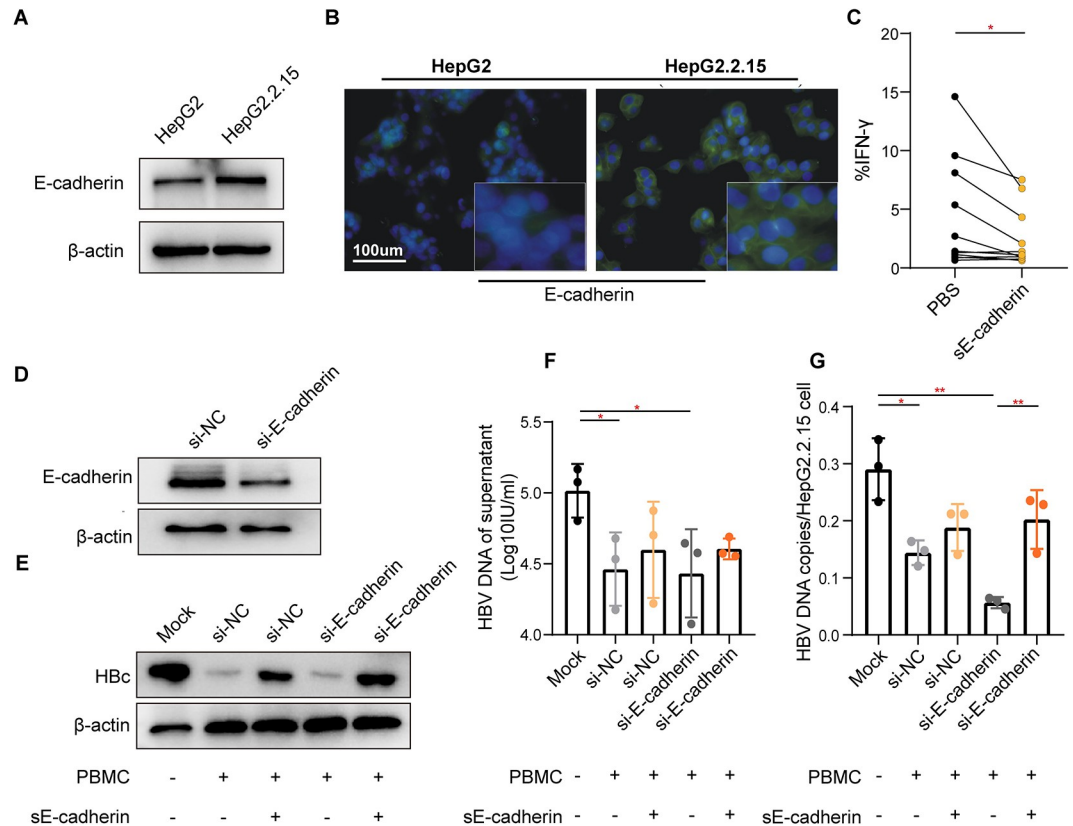 A
HepG2
HepG2.2.15
E-cadherin
β-actin
B
HepG2
HepG2.2.15
100um
E-cadherin
C
*
%IFN-γ
20
15
10
5
0
PBS
sE-cadherin
D
si-NC
si-E-cadherin
E-cadherin
β-actin
E
Mock
si-NC
si-NC
si-E-cadherin
si-E-cadherin
HBc
β-actin
PBMC - + + + +
sE-cadherin - - + - +
F
*
*
HBV DNA of supernatant
(Log10IU/ml)
5.5
5.0
4.5
4.0
Mock
si-NC
si-NC
si-E-cadherin
si-E-cadherin
PBMC - + + + +
sE-cadherin - - + - +
G
**
*
**
HBV DNA copies/HepG2.2.15 cell
0.4
0.3
0.2
0.1
0.0
Mock
si-NC
si-NC
si-E-cadherin
si-E-cadherin
PBMC - + + + +
sE-cadherin - - + - +